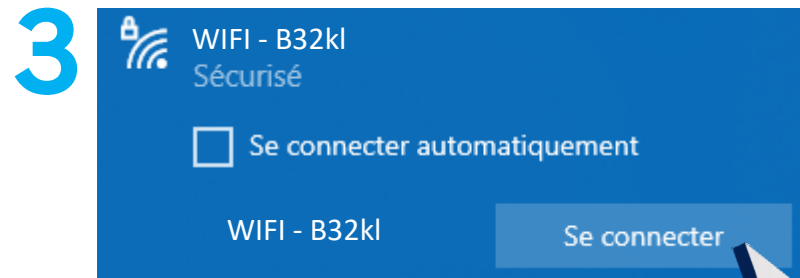 3
WIFI - B32kl
Sécurisé
Se connecter automatiquement
WIFI - B32kl
Se connecter